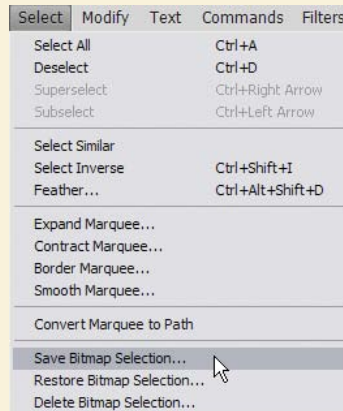 Select Modify Text Commands Filters
Select All Ctrl+A
Deselect Ctrl+D
Superselect Ctrl+Right Arrow
Subselect Ctrl+Left Arrow
Select Similar
Select Inverse Ctrl+Shift+I
Feather... Ctrl+Alt+Shift+D
Expand Marquee...
Contract Marquee...
Border Marquee...
Smooth Marquee...
Convert Marquee to Path
Save Bitmap Selection...
Restore Bitmap Selection...
Delete Bitmap Selection...